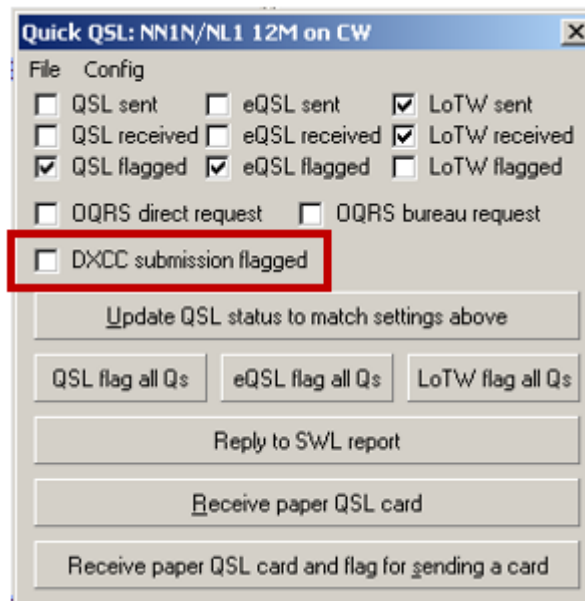 Quick QSL: NN1N/NL1 12M on CW
File Config
QSL sent eQSL sent LoTW sent
QSL received eQSL received LoTW received
QSL flagged eQSL flagged LoTW flagged
OQRS direct request OQRS bureau request
DXCC submission flagged
Update QSL status to match settings above
QSL flag all Qs eQSL flag all Qs LoTW flag all Qs
Reply to SWL report
Receive paper QSL card
Receive paper QSL card and flag for sending a card